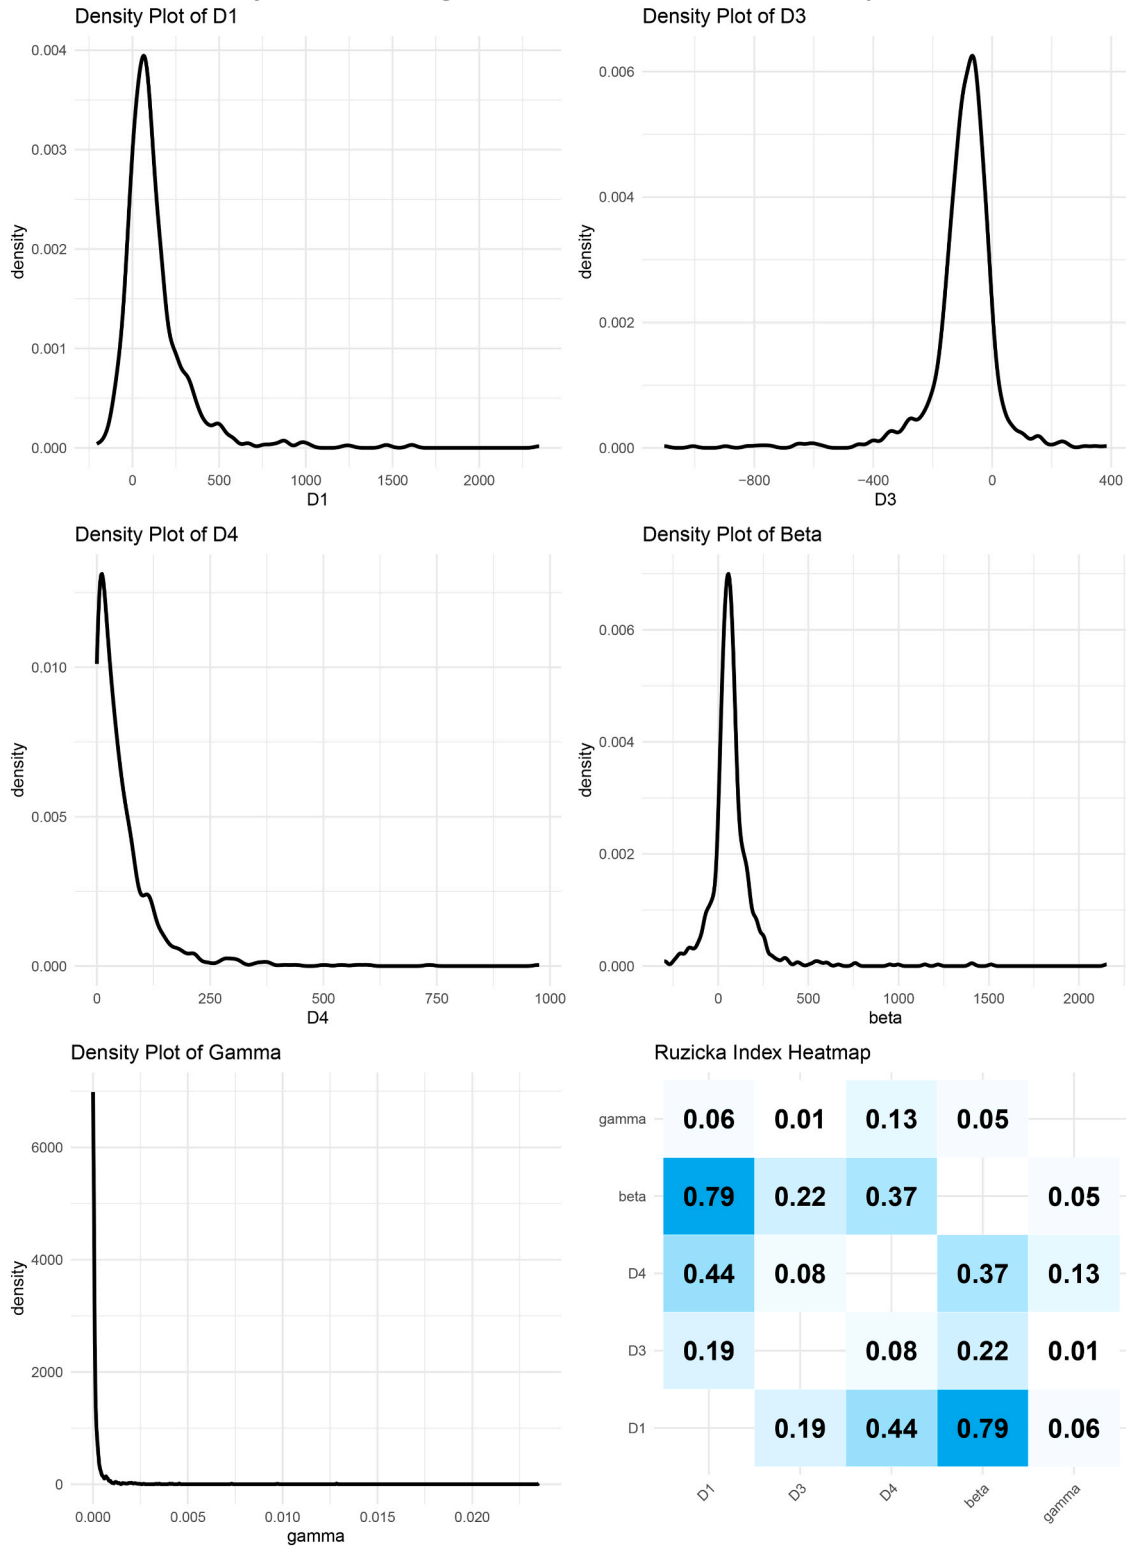 Density Plot of D1
0.004
0.003
0.002
0.001
0.000
density
0 500 1000 1500 2000
D1
Density Plot of D3
0.006
0.004
0.002
0.000
density
−800 −400 0 400
D3
Density Plot of D4
0.010
0.005
0.000
density
0 250 500 750 1000
D4
Density Plot of Beta
0.006
0.004
0.002
0.000
density
0 500 1000 1500 2000
beta
Density Plot of Gamma
6000
4000
2000
0
density
0.000 0.005 0.010 0.015 0.020
gamma
Ruzicka Index Heatmap
gamma 0.06 0.01 0.13 0.05
beta 0.79 0.22 0.37 0.05
D4 0.44 0.08 0.37 0.13
D3 0.19 0.08 0.22 0.01
D1 0.19 0.44 0.79 0.06
D1 D3 D4 beta gamma